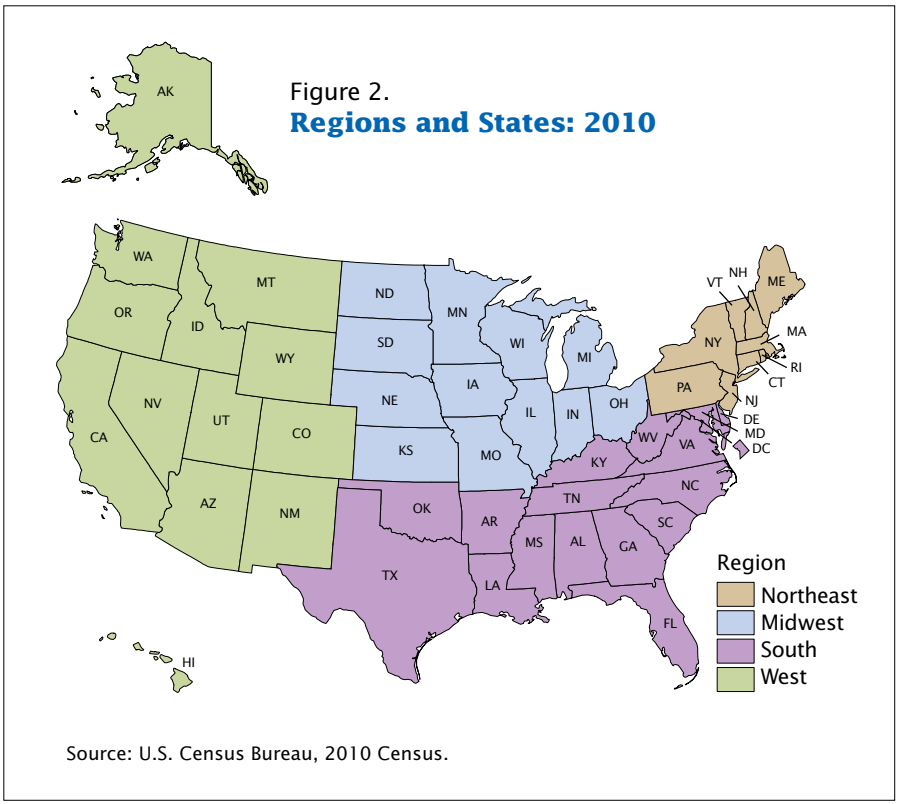 AK
Figure 2.
Regions and States: 2010
WA
MT
ND
MN
OR
ID
SD
WI
MI
WY
NH
VT
ME
NY
MA
RI
CT
PA
NJ
NV
UT
NE
IA
IL
IN
OH
DE
MD
DC
CA
CO
KS
MO
WV
VA
KY
AZ
NM
OK
TN
NC
AR
SC
MS
AL
GA
TX
LA
FL
HI
Region
Northeast
Midwest
South
West
Source: U.S. Census Bureau, 2010 Census.